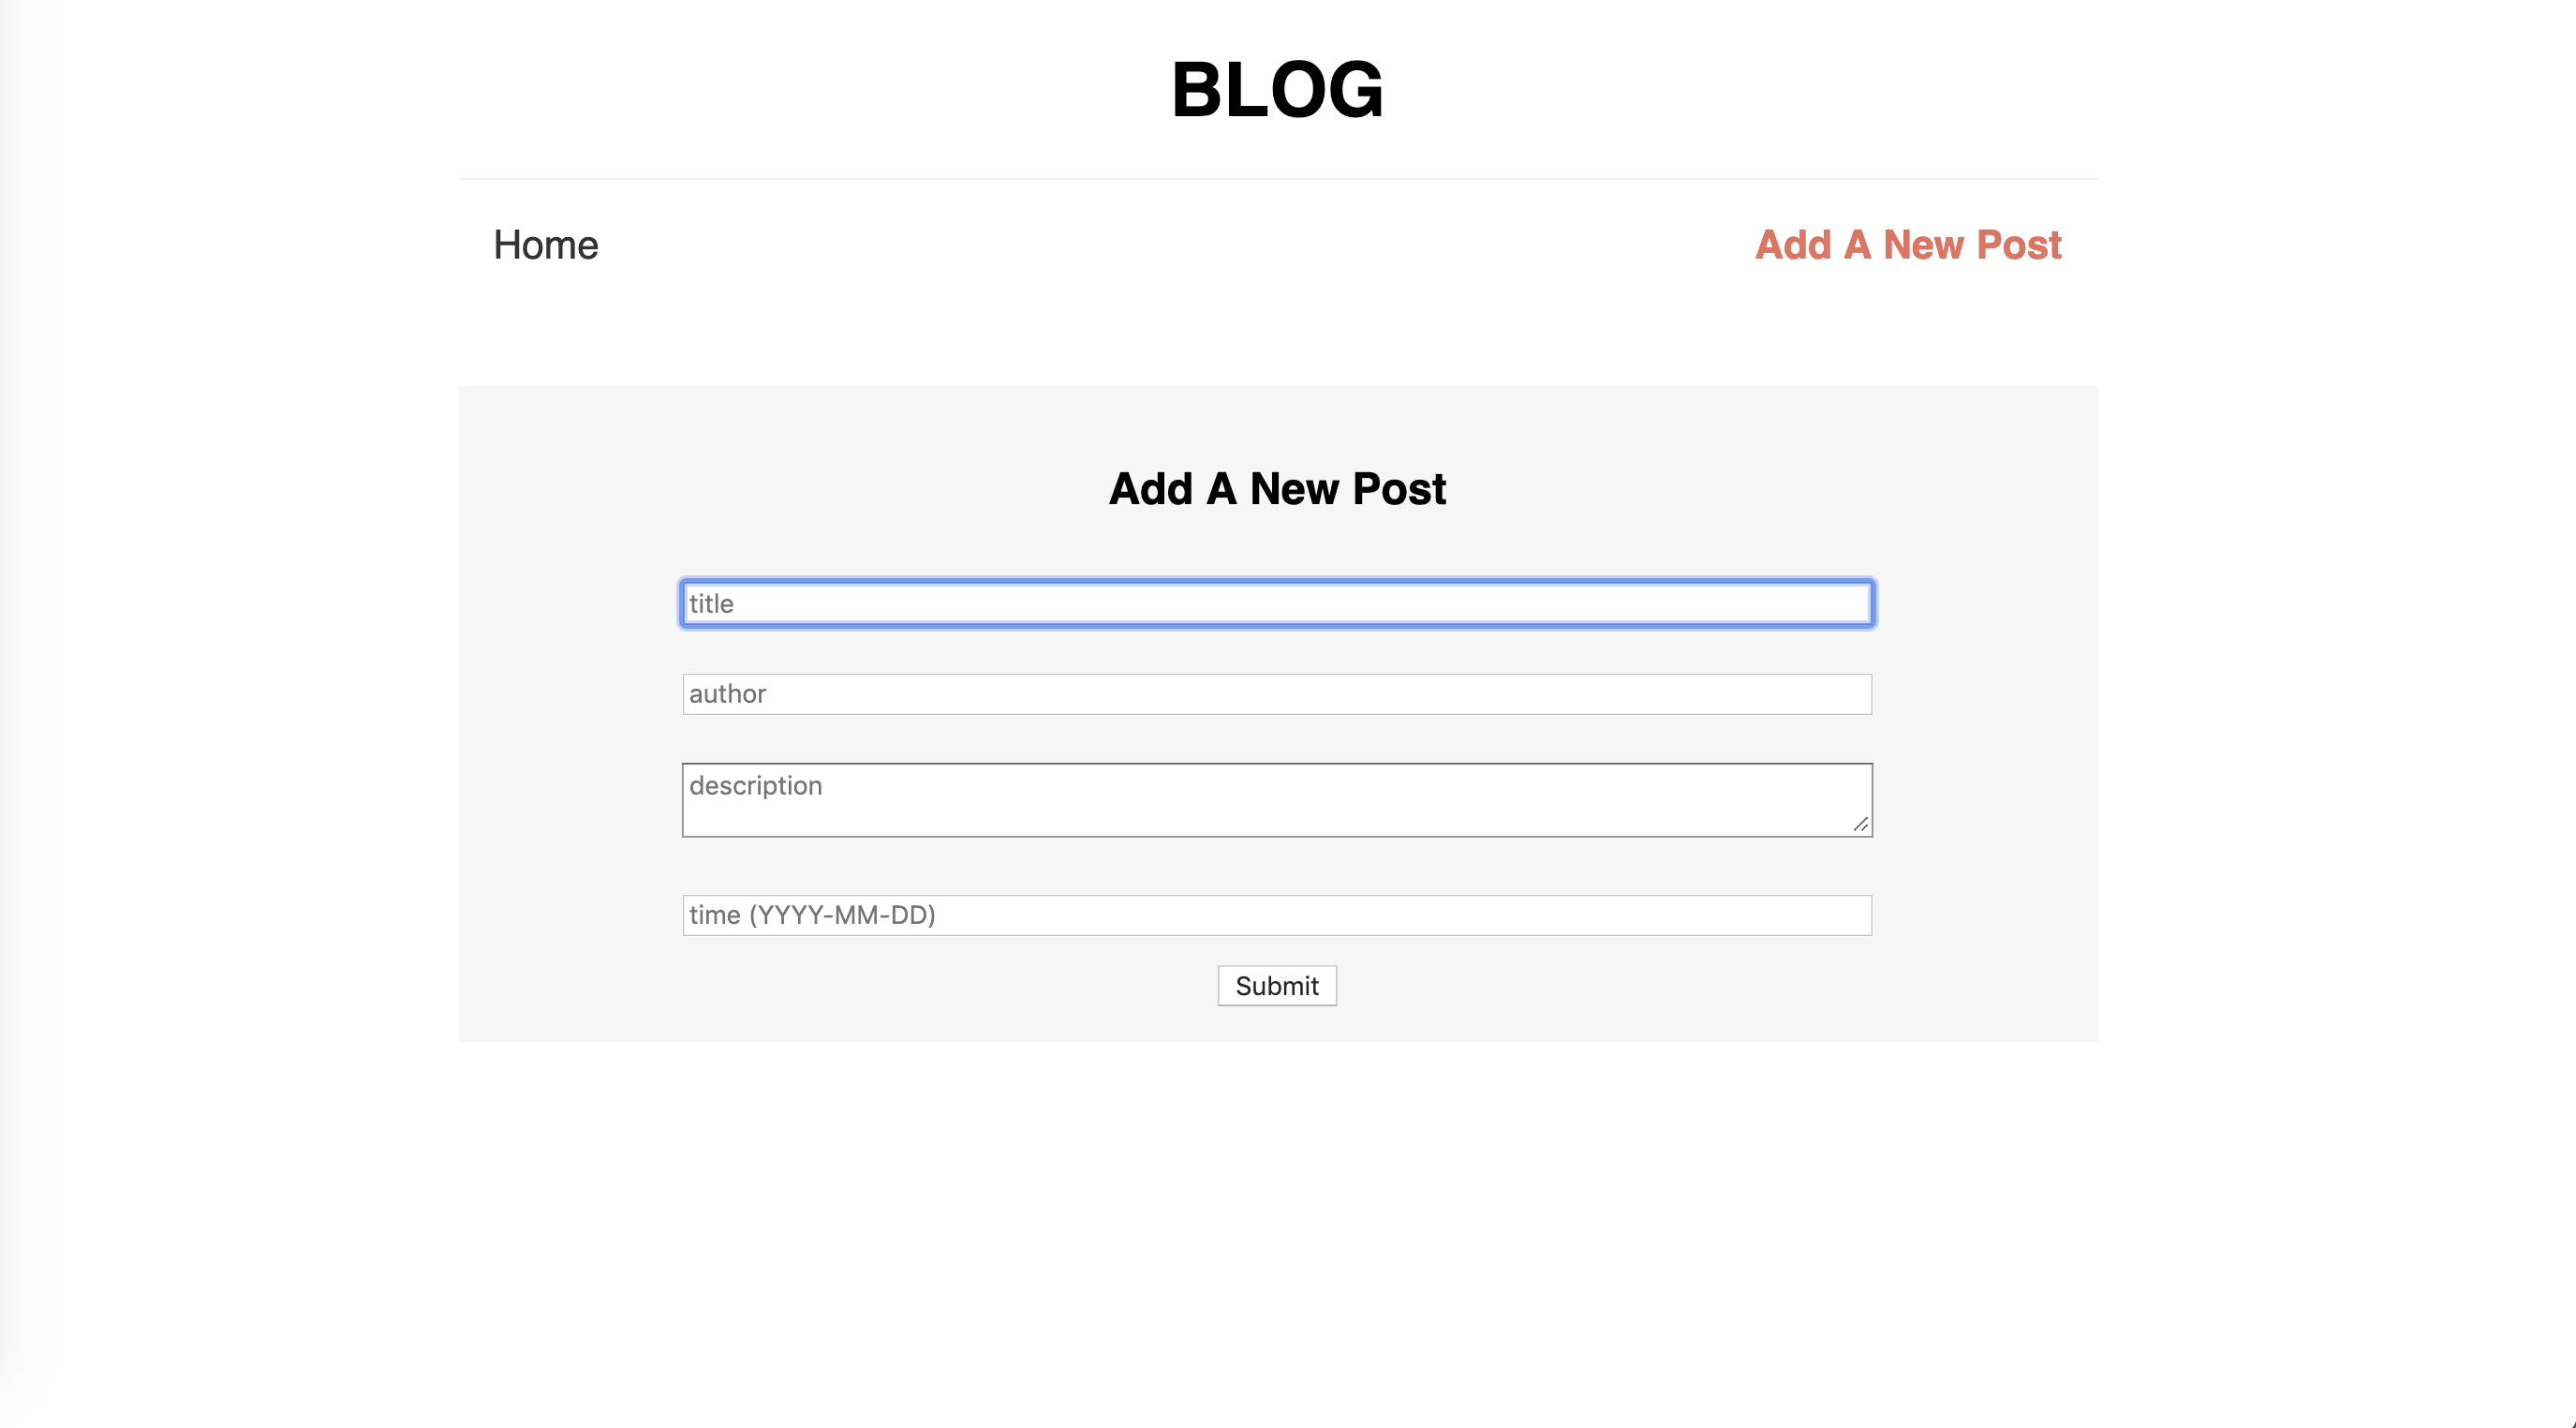 BLOG
Home
Add A New Post
Add A New Post
title
author
description
time (YYYY-MM-DD)
Submit